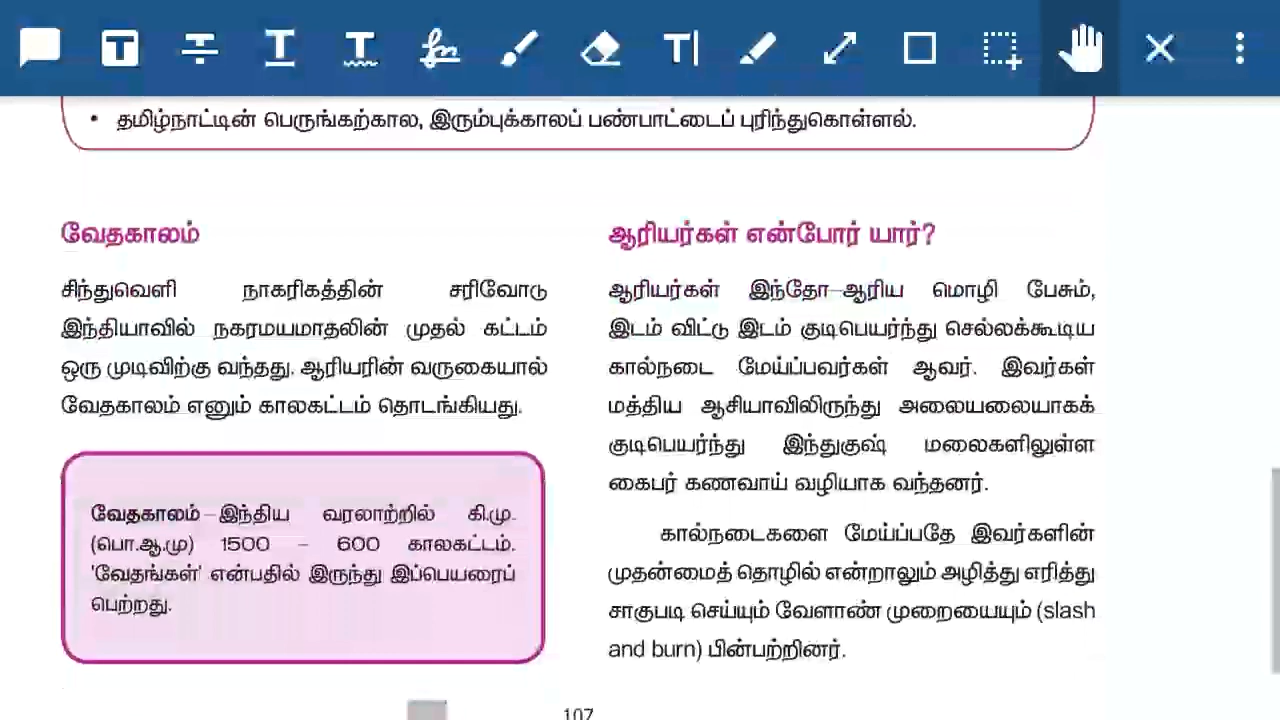 தமிழ்நாட்டின் பெருங்கற்கால, இரும்புக்காலப் பண்பாட்டைப் புரிந்துகொள்ளல்.
வேதகாலம்
சிந்துவெளி நாகரிகத்தின் சரிவோடு
இந்தியாவில் நகரமயமாதலின் முதல் கட்டம்
ஒரு முடிவிற்கு வந்தது. ஆரியரின் வருகையால்
வேதகாலம் எனும் காலகட்டம் தொடங்கியது.
வேதகாலம் – இந்திய வரலாற்றில் கி.மு.
(பொ.ஆ.மு) 1500 – 600 காலகட்டம்.
'வேதங்கள்' என்பதில் இருந்து இப்பெயரைப்
பெற்றது.
ஆரியர்கள் என்போர் யார்?
ஆரியர்கள் இந்தோ–ஆரிய மொழி பேசும்,
இடம் விட்டு இடம் குடிபெயர்ந்து செல்லக்கூடிய
கால்நடை மேய்ப்பவர்கள் ஆவர். இவர்கள்
மத்திய ஆசியாவிலிருந்து அலையலையாகக்
குடிபெயர்ந்து இந்துகுஷ் மலைகளிலுள்ள
கைபர் கணவாய் வழியாக வந்தனர்.
கால்நடைகளை மேய்ப்பதே இவர்களின்
முதன்மைத் தொழில் என்றாலும் அழித்து எரித்து
சாகுபடி செய்யும் வேளாண் முறையையும் (slash
and burn) பின்பற்றினர்.
107